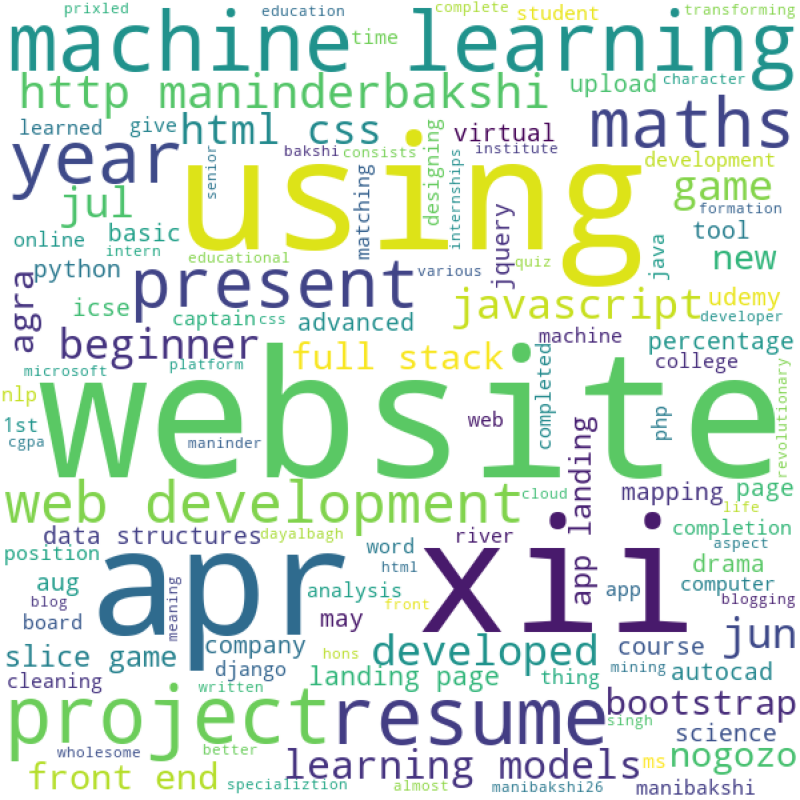 prixled
education
complete
student
transforming
machine learning
time
http maninderbakshi
upload
character
learned
give
html css
virtual
maths
year
bakshi
consists
designing
institute
internships
development
senior
using
matching
jul
game
formation
online
basic
intern
educational
java
tool
python
present
various
jquery
quiz
new
agra
icse
captain
css
advanced
javascript
udemy
developer
beginner
full stack
machine
percentage
microsoft
platform
college
nlp
website
completed
revolutionary
1st
cgpa
maninder
web
php
web development
cloud
app landing
mapping
page
life
data structures
dayalbagh
word
river
completion
aspect
position
apr
xii
html
drama
aug
meaning
analysis
app
computer
blog
front
blogging
board
may
company
developed
course
jun
slice game
hons
mining
django
landing page
thing
autocad
cleaning
written
project
resume
bootstrap
singh
science
wholesome
better
learning models
ms
nogozo
front end
specializtion
almost
manibakshi26
manibakshi